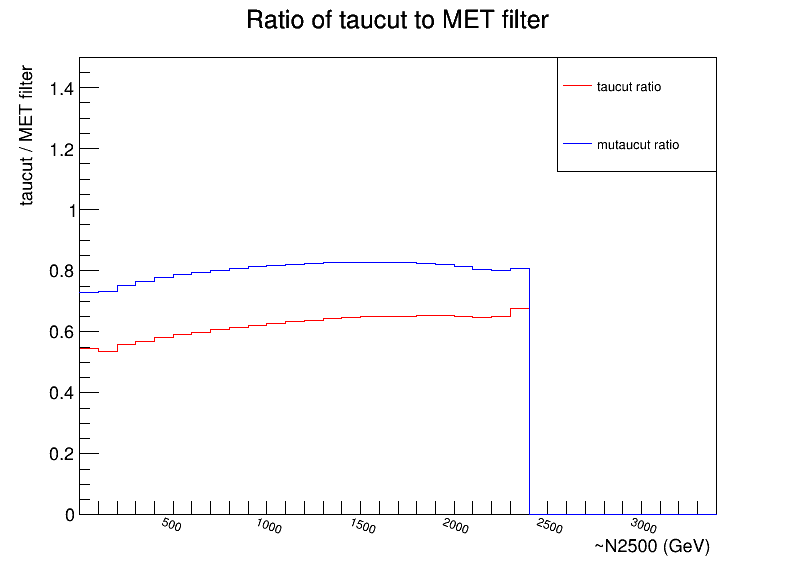 Ratio of taucut to MET filter
taucut / MET filter
1.4
1.2
1
0.8
0.6
0.4
0.2
0
taucut ratio
mutaucut ratio
500
1000
1500
2000
2500
3000
~N2500 (GeV)